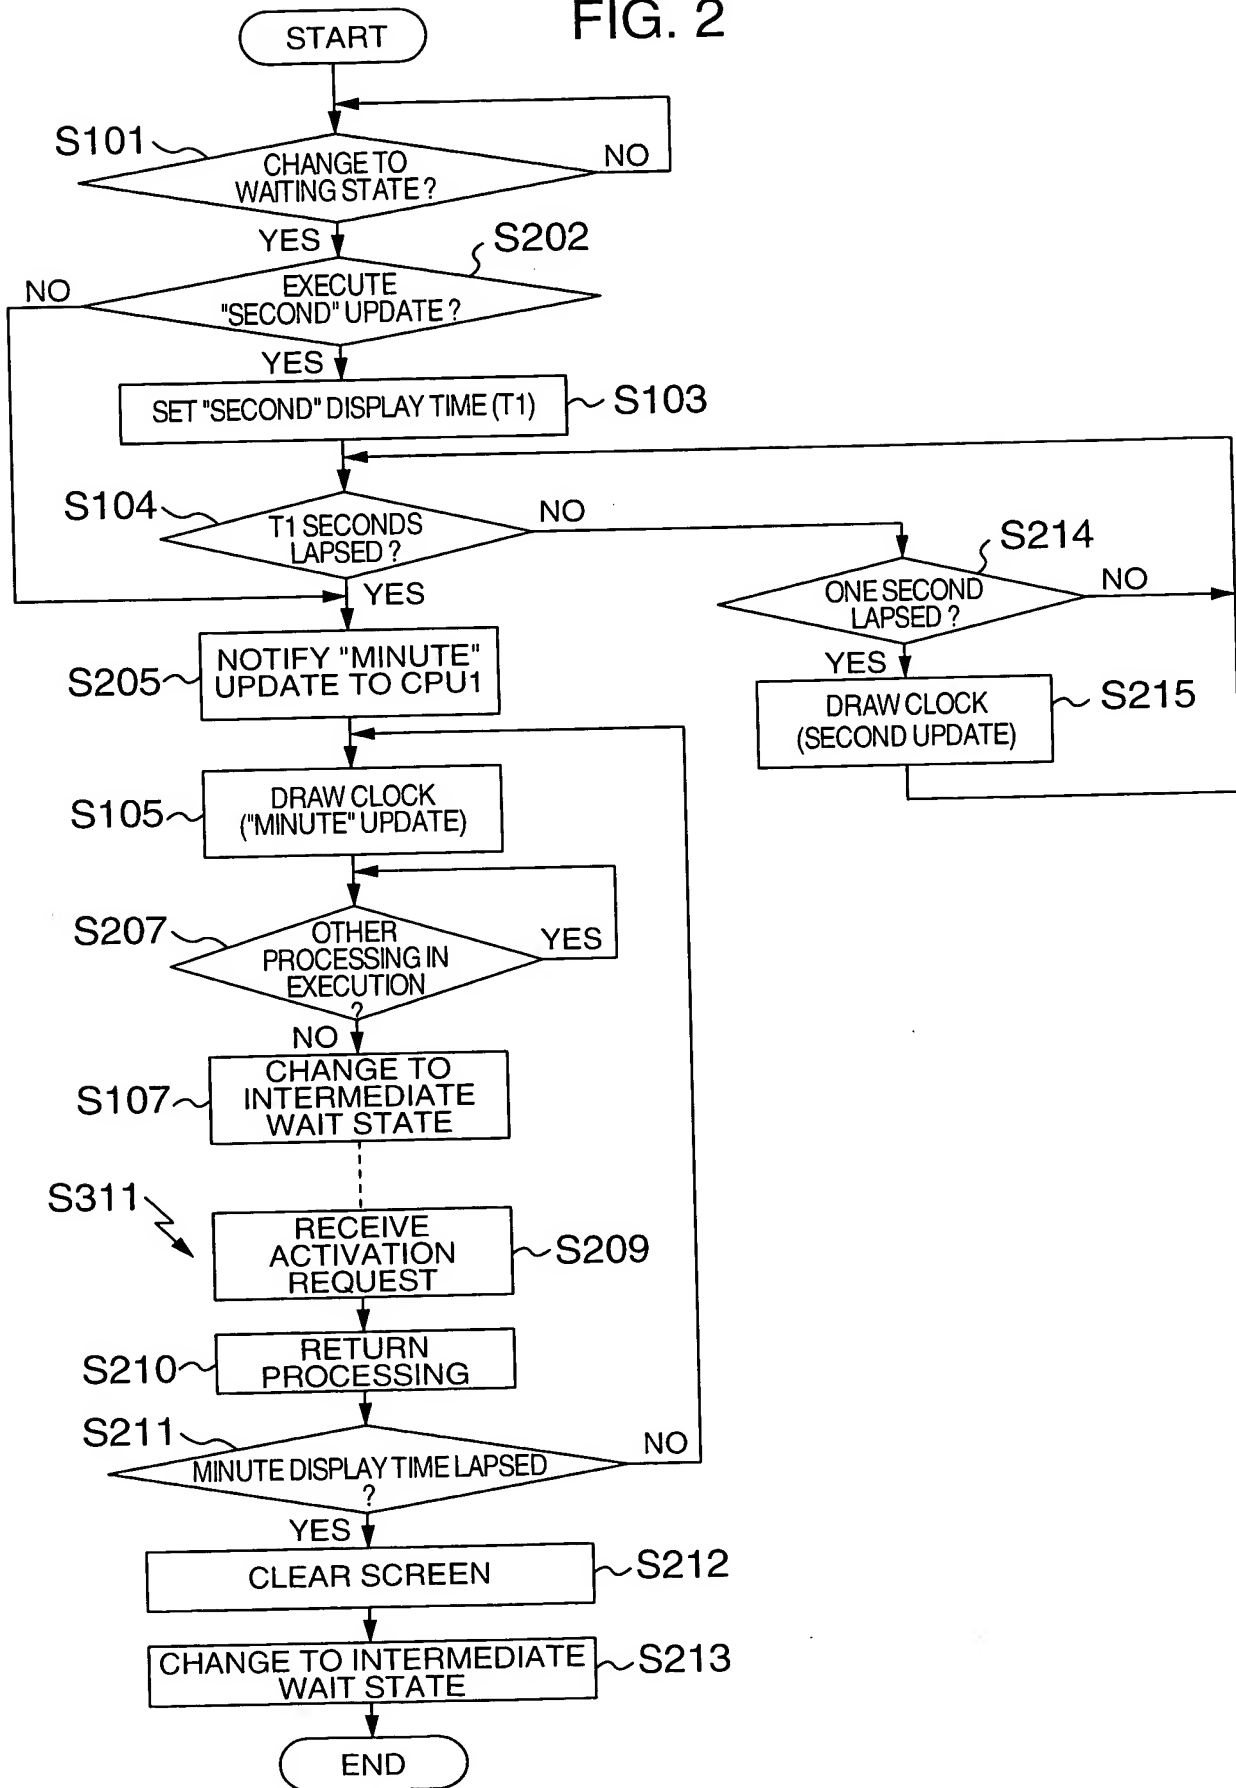 FIG. 2
START
S101
CHANGE TO
WAITING STATE ?
NO
YES
S202
NO
EXECUTE
"SECOND" UPDATE ?
YES
SET "SECOND" DISPLAY TIME (T1)
S103
S104
T1 SECONDS
LAPSED ?
NO
YES
S214
ONE SECOND
LAPSED ?
NO
YES
S205
NOTIFY "MINUTE"
UPDATE TO CPU1
DRAW CLOCK
(SECOND UPDATE)
S215
S105
DRAW CLOCK
("MINUTE" UPDATE)
S207
OTHER
PROCESSING IN
EXECUTION
?
YES
NO
S107
CHANGE TO
INTERMEDIATE
WAIT STATE
S311
RECEIVE
ACTIVATION
REQUEST
S209
S210
RETURN
PROCESSING
S211
MINUTE DISPLAY TIME LAPSED
?
NO
YES
CLEAR SCREEN
S212
CHANGE TO INTERMEDIATE
WAIT STATE
S213
END